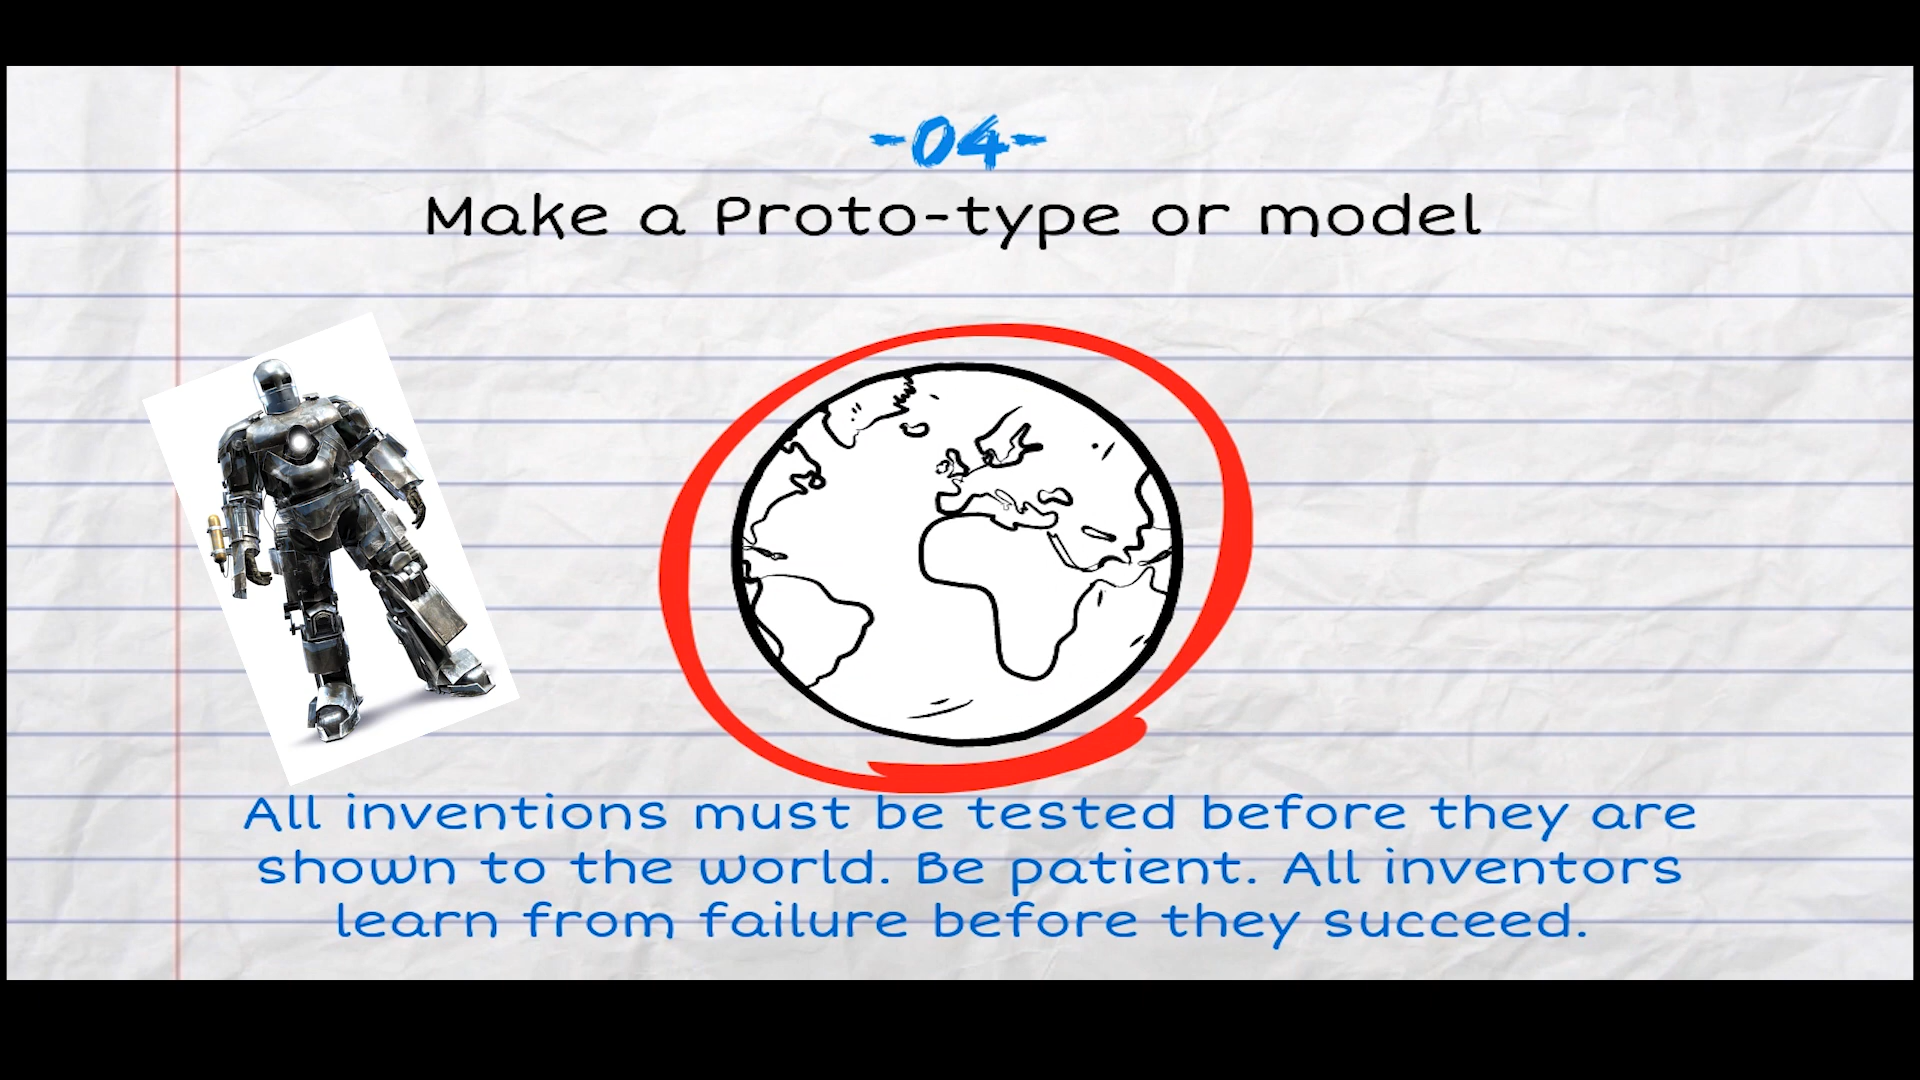 -04-
Make a Proto-type or model
All inventions must be tested before they are
shown to the world. Be patient. All inventors
learn from failure before they succeed.